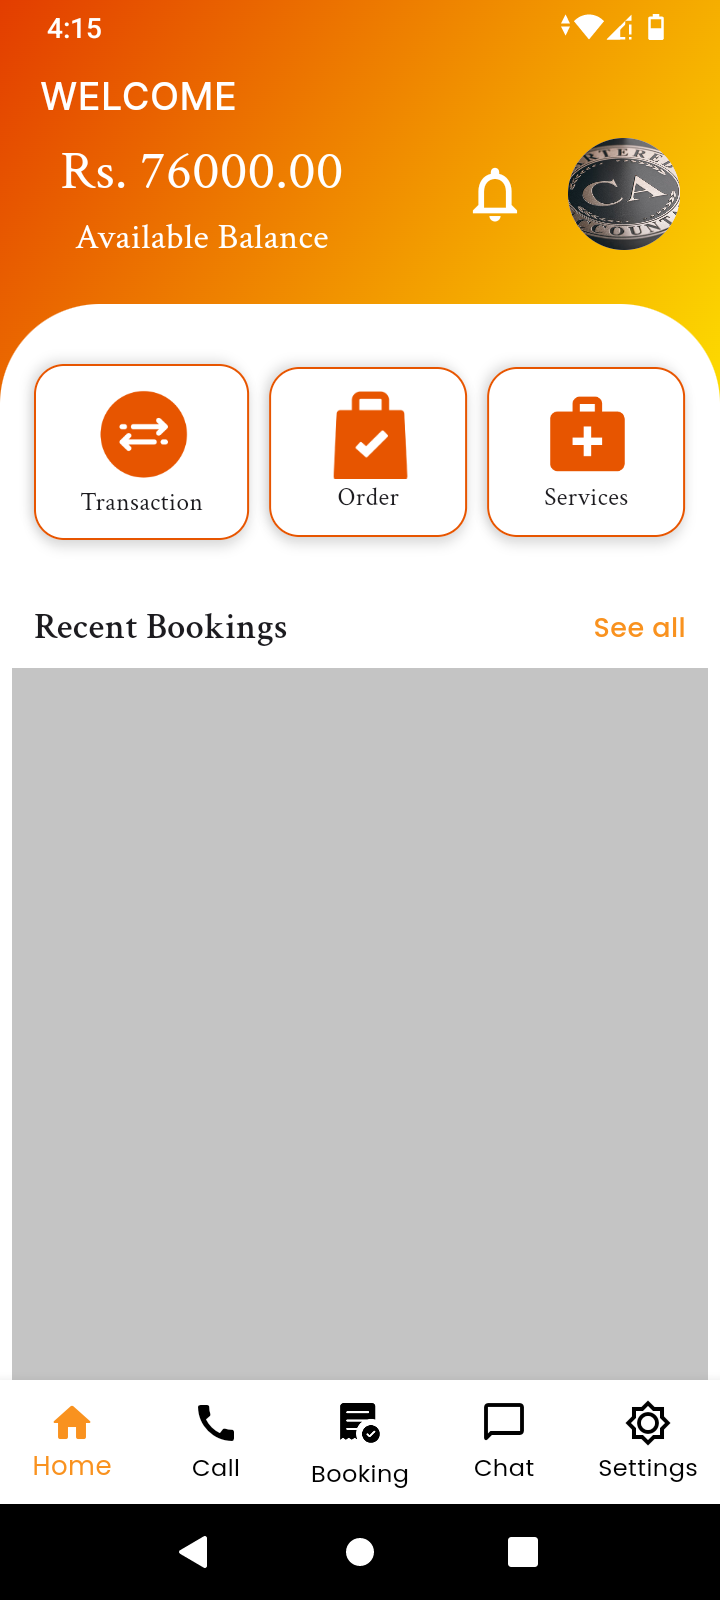 4:15
WELCOME
Rs. 76000.00
Available Balance
CA
Transaction
Order
Services
Recent Bookings
See all
Home
Call
Booking
Chat
Settings